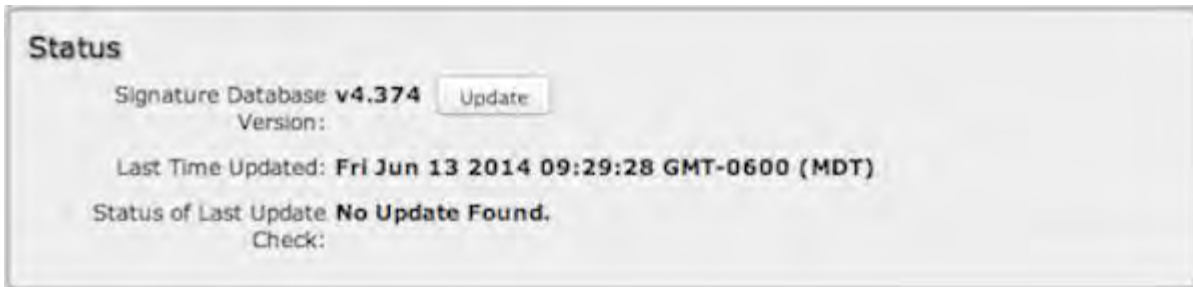 Status
Signature Database v4.374 Update
Version:
Last Time Updated: Fri Jun 13 2014 09:29:28 GMT-0600 (MDT)
Status of Last Update No Update Found.
Check: